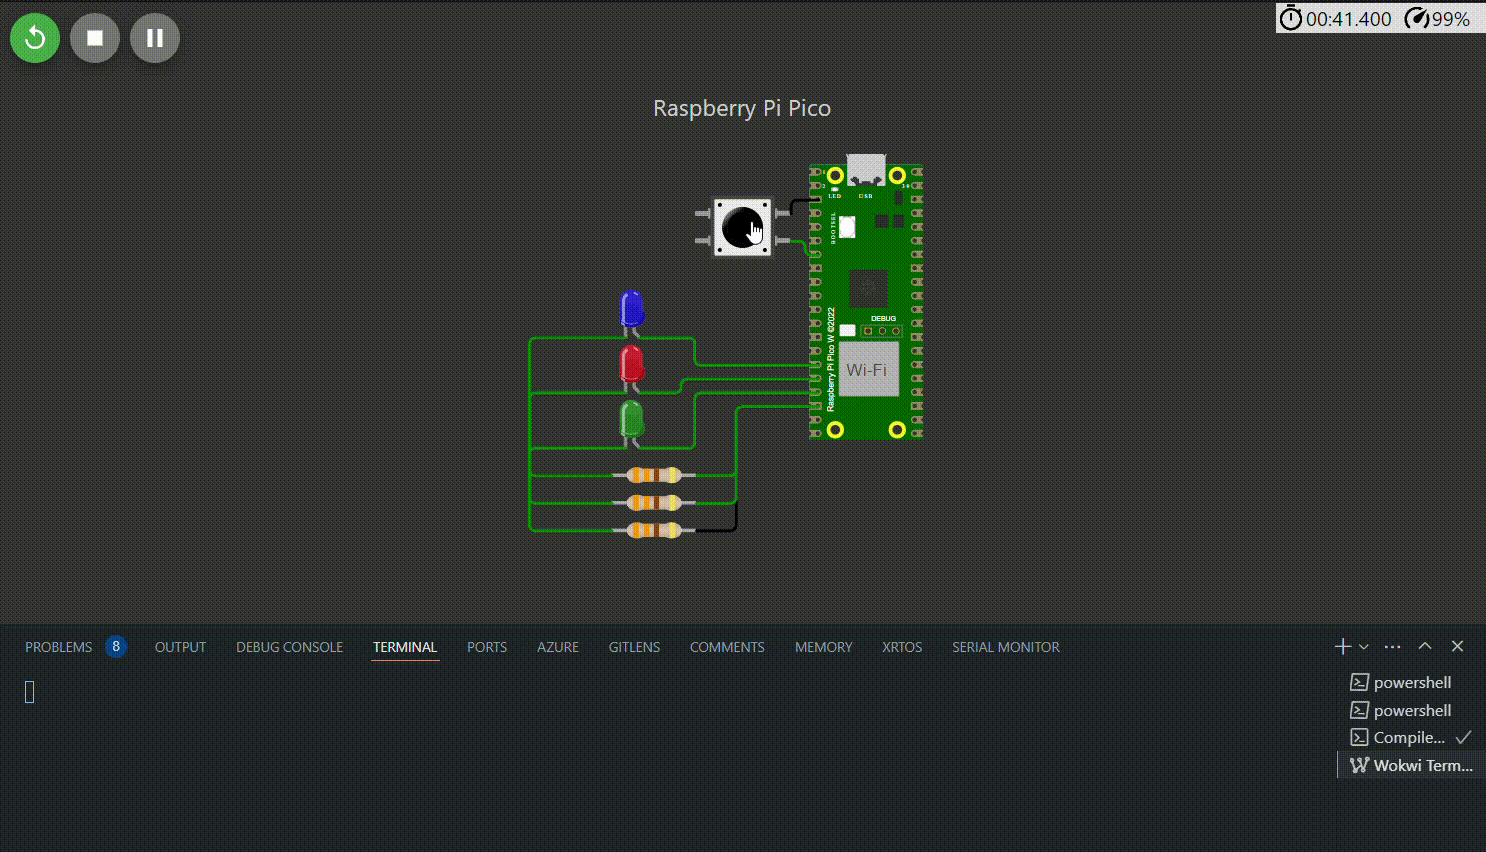 00:41.400 99%
Raspberry Pi Pico
LED USB
BOOTSEL
DEBUG
Raspberry Pi Pico W ©2022
Wi-Fi
PROBLEMS 8 OUTPUT DEBUG CONSOLE TERMINAL PORTS AZURE GITLENS COMMENTS MEMORY XRTOS SERIAL MONITOR
powershell
powershell
Compile...
Wokwi Term...